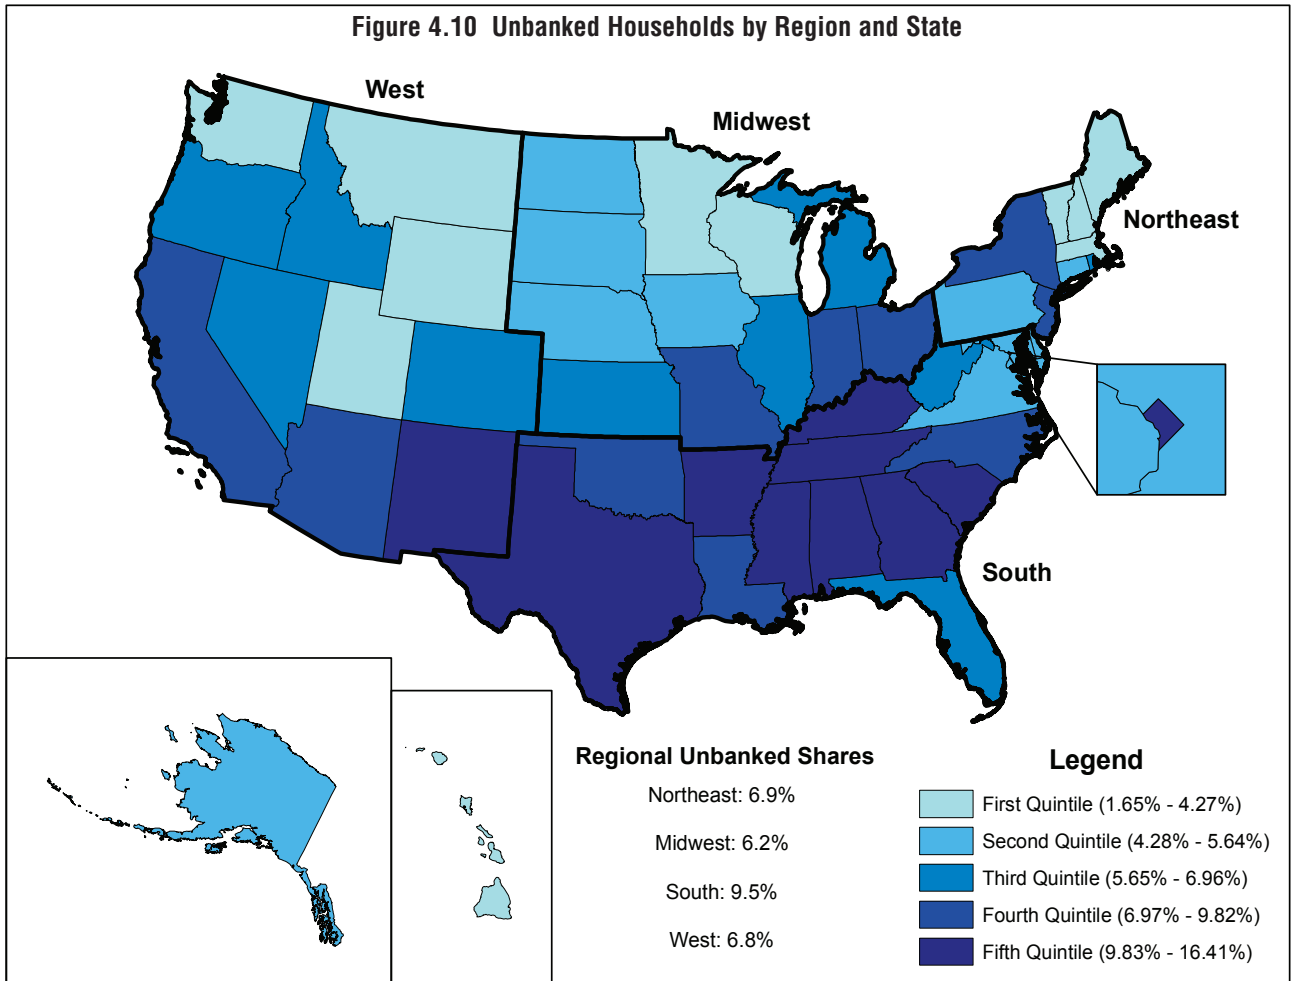 Figure 4.10 Unbanked Households by Region and State
West
Midwest
Northeast
South
Regional Unbanked Shares
Northeast: 6.9%
Midwest: 6.2%
South: 9.5%
West: 6.8%
Legend
First Quintile (1.65% - 4.27%)
Second Quintile (4.28% - 5.64%)
Third Quintile (5.65% - 6.96%)
Fourth Quintile (6.97% - 9.82%)
Fifth Quintile (9.83% - 16.41%)